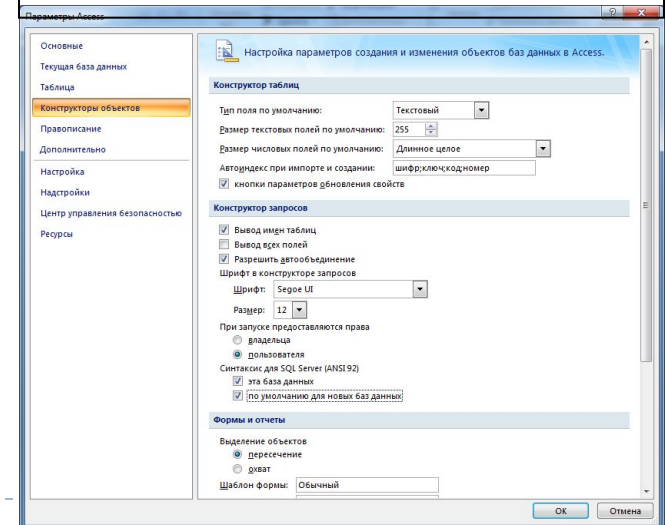 Параметры Access
Основные
Текущая база данных
Таблица
Конструкторы объектов
Правописание
Дополнительно
Настройка
Надстройки
Центр управления безопасностью
Ресурсы
Настройка параметров создания и изменения объектов баз данных в Access.
Конструктор таблиц
Тип поля по умолчанию: Текстовый
Размер текстовых полей по умолчанию: 255
Размер числовых полей по умолчанию: Длинное целое
Автоиндекс при импорте и создании: шифр;ключ;код;номер
кнопки параметров обновления свойств
Конструктор запросов
Вывод имен таблиц
Вывод всех полей
Разрешить автообъединение
Шрифт в конструкторе запросов
Шрифт: Segoe UI
Размер: 12
При запуске предоставляются права
владельца
пользователя
Синтаксис для SQL Server (ANSI 92)
эта база данных
по умолчанию для новых баз данных
Формы и отчеты
Выделение объектов
пересечение
охват
Шаблон формы: Обычный
ОК Отмена